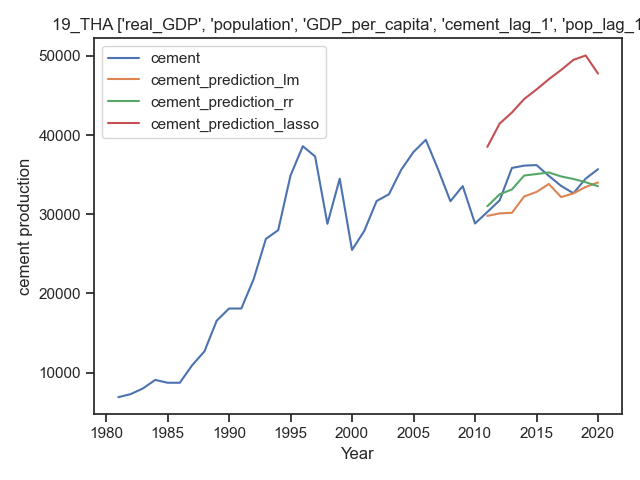 19_THA ['real_GDP', 'population', 'GDP_per_capita', 'cement_lag_1', 'pop_lag_1
cement
cement_prediction_lm
cement_prediction_rr
cement_prediction_lasso
50000
40000
30000
20000
10000
cement production
1980 1985 1990 1995 2000 2005 2010 2015 2020
Year